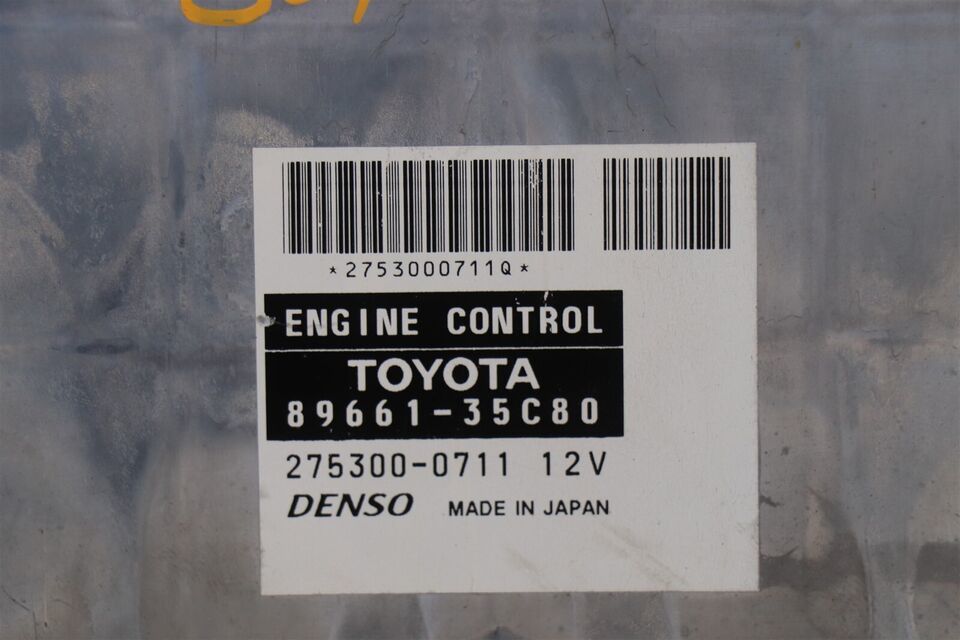 *2753000711Q*
ENGINE CONTROL
TOYOTA
89661-35C80
275300-0711 12V
DENSO MADE IN JAPAN